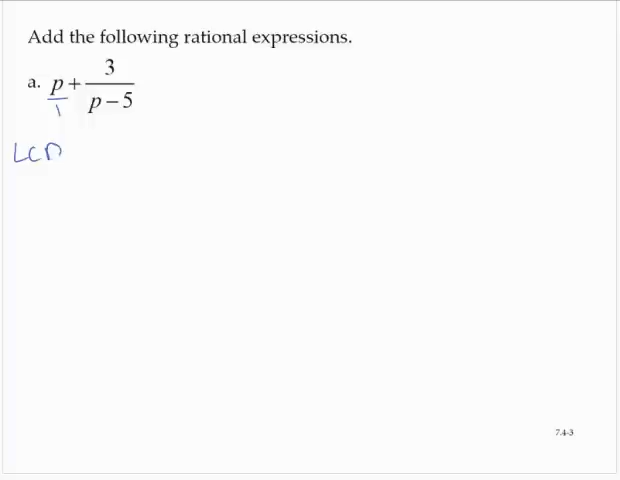 Add the following rational expressions.
a. p/1 + 3/(p − 5)
LCD
7.4-3